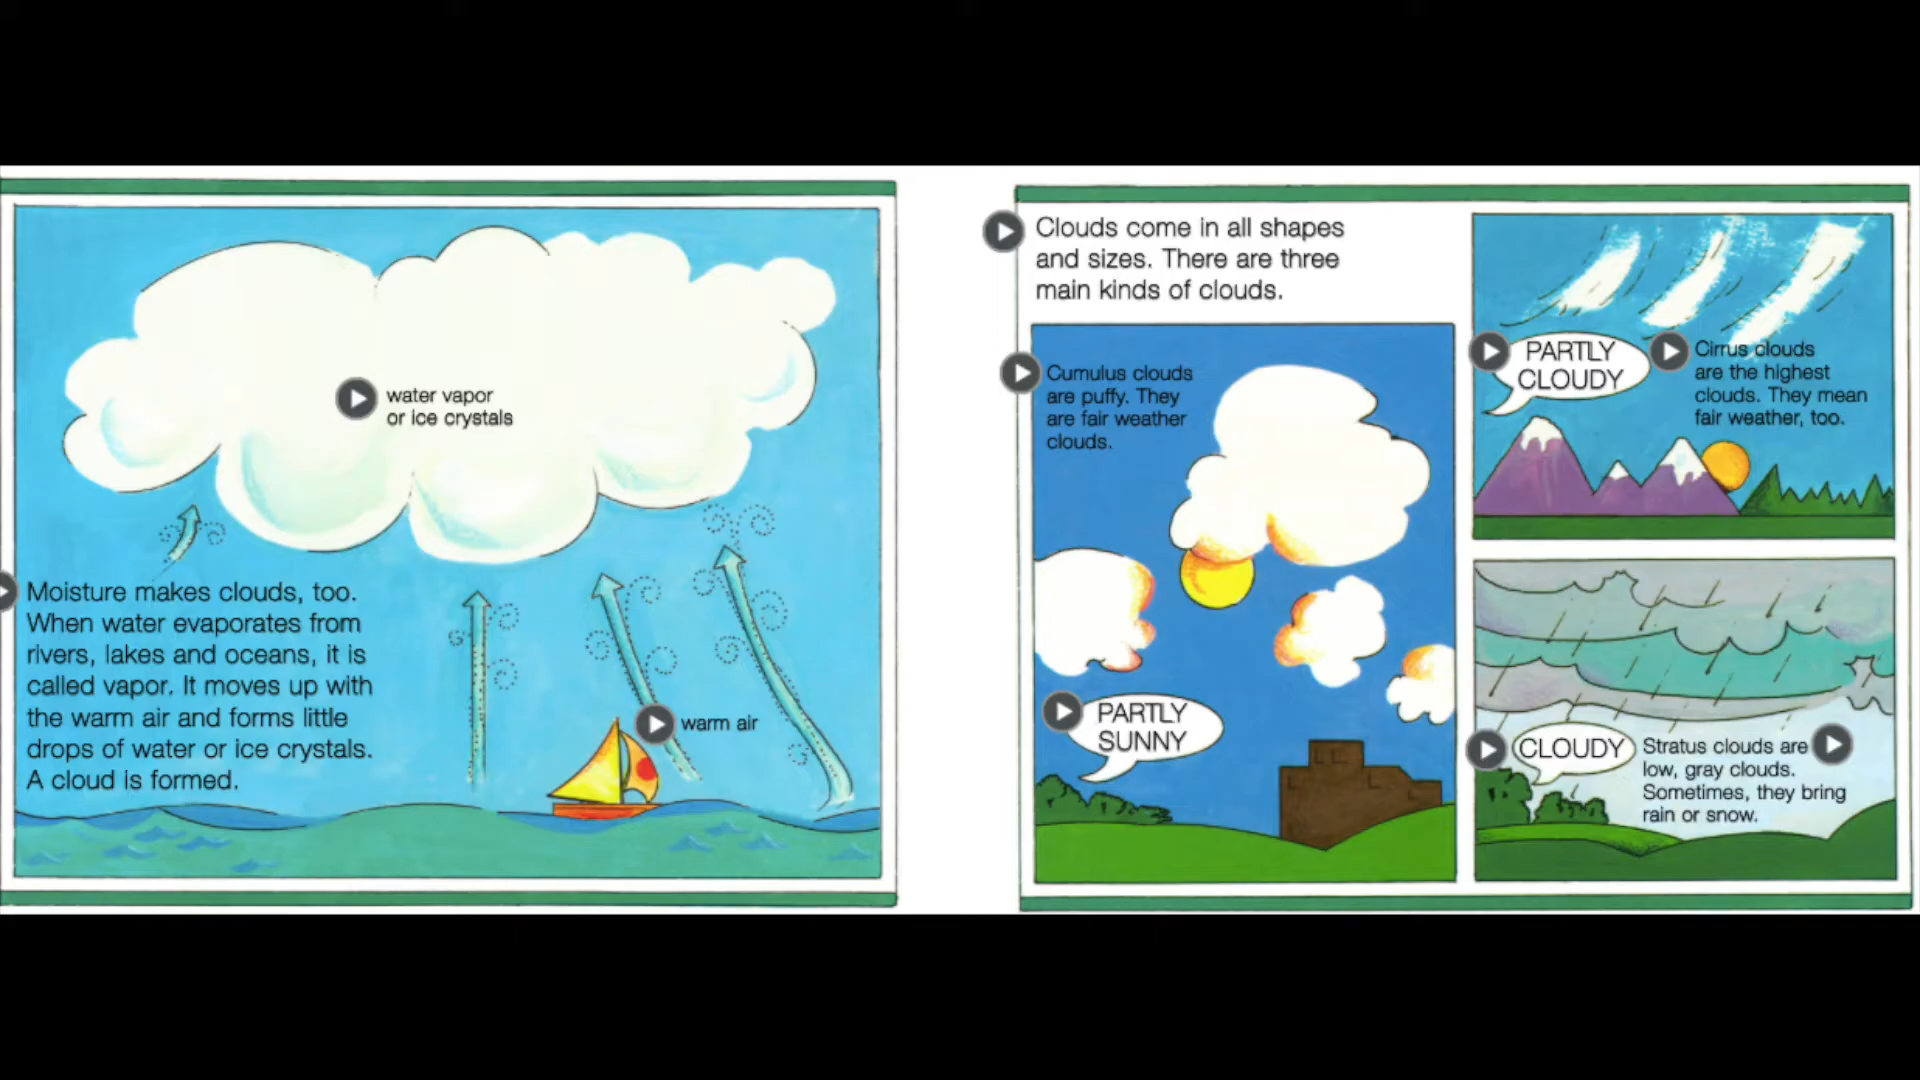 water vapor
or ice crystals
Moisture makes clouds, too.
When water evaporates from
rivers, lakes and oceans, it is
called vapor. It moves up with
the warm air and forms little
drops of water or ice crystals.
A cloud is formed.
warm air
Clouds come in all shapes
and sizes. There are three
main kinds of clouds.
Cumulus clouds
are puffy. They
are fair weather
clouds.
PARTLY
SUNNY
PARTLY
CLOUDY
Cirrus clouds
are the highest
clouds. They mean
fair weather, too.
CLOUDY
Stratus clouds are
low, gray clouds.
Sometimes, they bring
rain or snow.